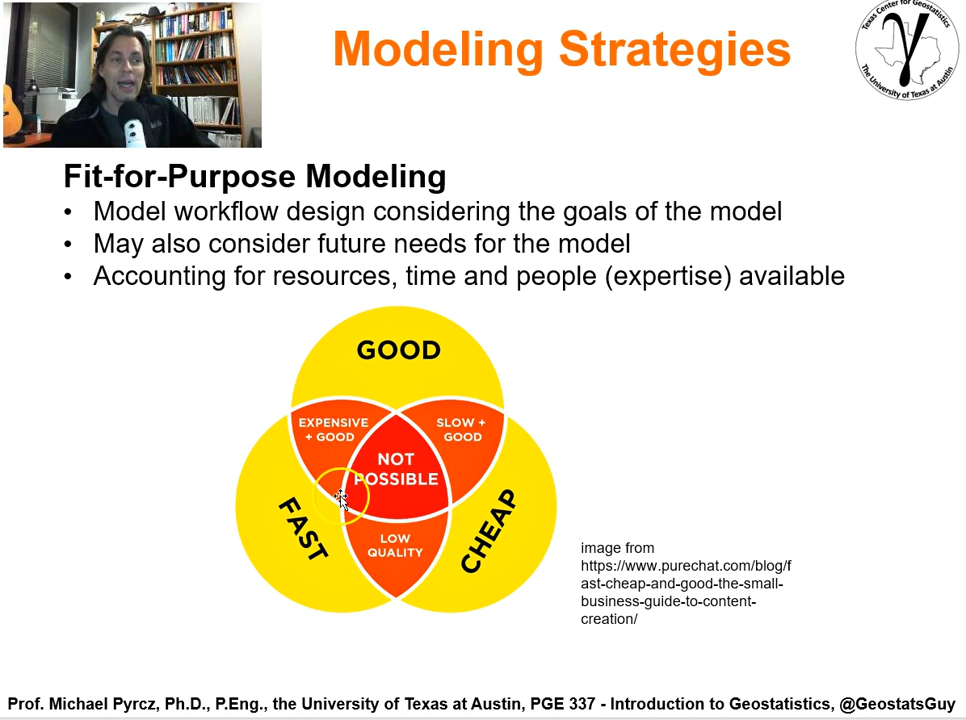 Modeling Strategies
Texas Center for Geostatistics
γ
The University of Texas at Austin
Fit-for-Purpose Modeling
• Model workflow design considering the goals of the model
• May also consider future needs for the model
• Accounting for resources, time and people (expertise) available
GOOD
EXPENSIVE
+ GOOD
SLOW +
GOOD
NOT
POSSIBLE
FAST
CHEAP
LOW
QUALITY
image from
https://www.purechat.com/blog/f
ast-cheap-and-good-the-small-
business-guide-to-content-
creation/
Prof. Michael Pyrcz, Ph.D., P.Eng., the University of Texas at Austin, PGE 337 - Introduction to Geostatistics, @GeostatsGuy